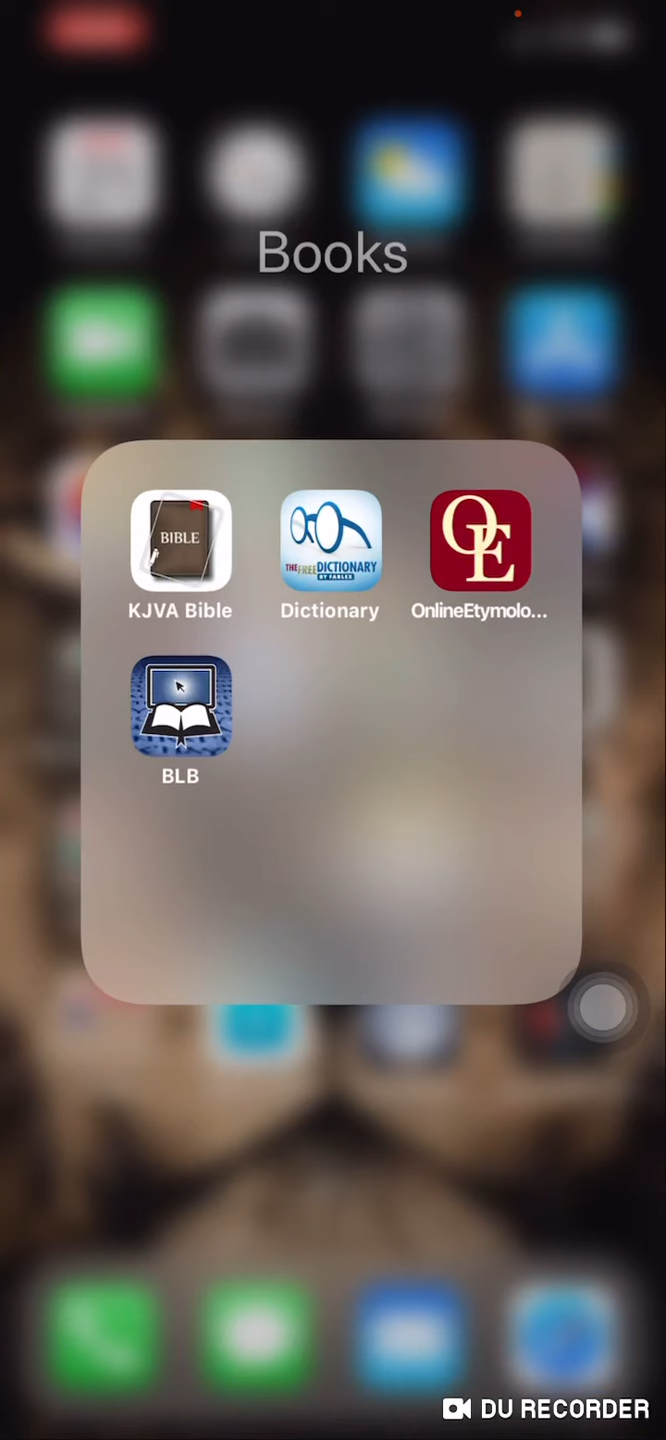 Books
BIBLE
THE FREE DICTIONARY
BY FARLEX
OE
KJVA Bible
Dictionary
OnlineEtymolo...
BLB
DU RECORDER